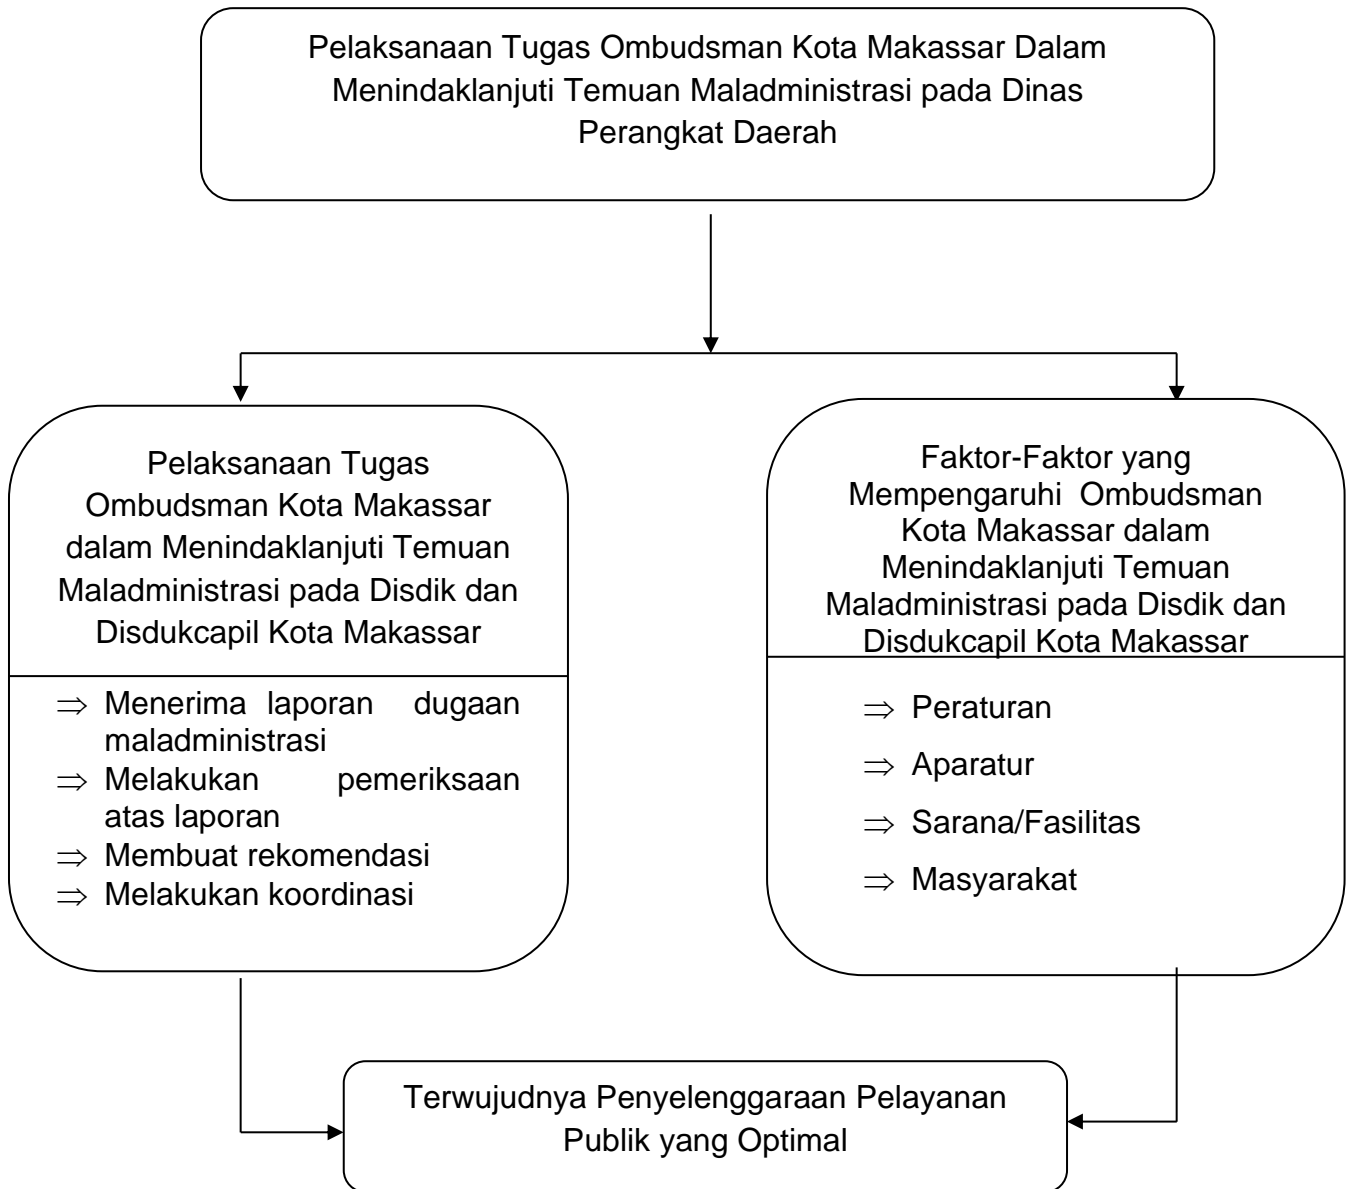 Pelaksanaan Tugas Ombudsman Kota Makassar Dalam
Menindaklanjuti Temuan Maladministrasi pada Dinas
Perangkat Daerah
Pelaksanaan Tugas
Ombudsman Kota Makassar
dalam Menindaklanjuti Temuan
Maladministrasi pada Disdik dan
Disdukcapil Kota Makassar
⇒ Menerima laporan dugaan
maladministrasi
⇒ Melakukan pemeriksaan
atas laporan
⇒ Membuat rekomendasi
⇒ Melakukan koordinasi
Faktor-Faktor yang
Mempengaruhi Ombudsman
Kota Makassar dalam
Menindaklanjuti Temuan
Maladministrasi pada Disdik dan
Disdukcapil Kota Makassar
⇒ Peraturan
⇒ Aparatur
⇒ Sarana/Fasilitas
⇒ Masyarakat
Terwujudnya Penyelenggaraan Pelayanan
Publik yang Optimal